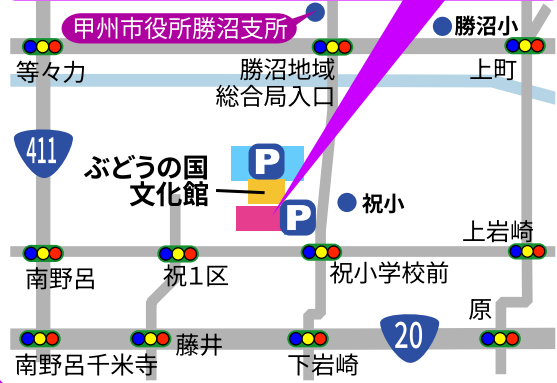 甲州市役所勝沼支所
勝沼小
等々力
勝沼地域
総合局入口
上町
411
P
ぶどうの国
文化館
祝小
P
上岩崎
南野呂
祝1区
祝小学校前
原
20
南野呂千米寺
藤井
下岩崎